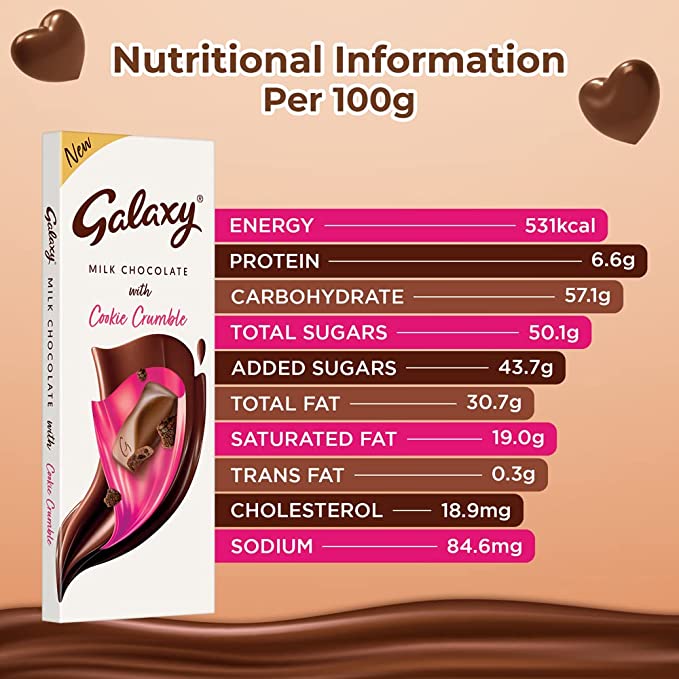 Nutritional Information
Per 100g
New
Galaxy®
MILK CHOCOLATE
with
Cookie Crumble
Galaxy MILK CHOCOLATE with Cookie Crumble
ENERGY 531kcal
PROTEIN 6.6g
CARBOHYDRATE 57.1g
TOTAL SUGARS 50.1g
ADDED SUGARS 43.7g
TOTAL FAT 30.7g
SATURATED FAT 19.0g
TRANS FAT 0.3g
CHOLESTEROL 18.9mg
SODIUM 84.6mg